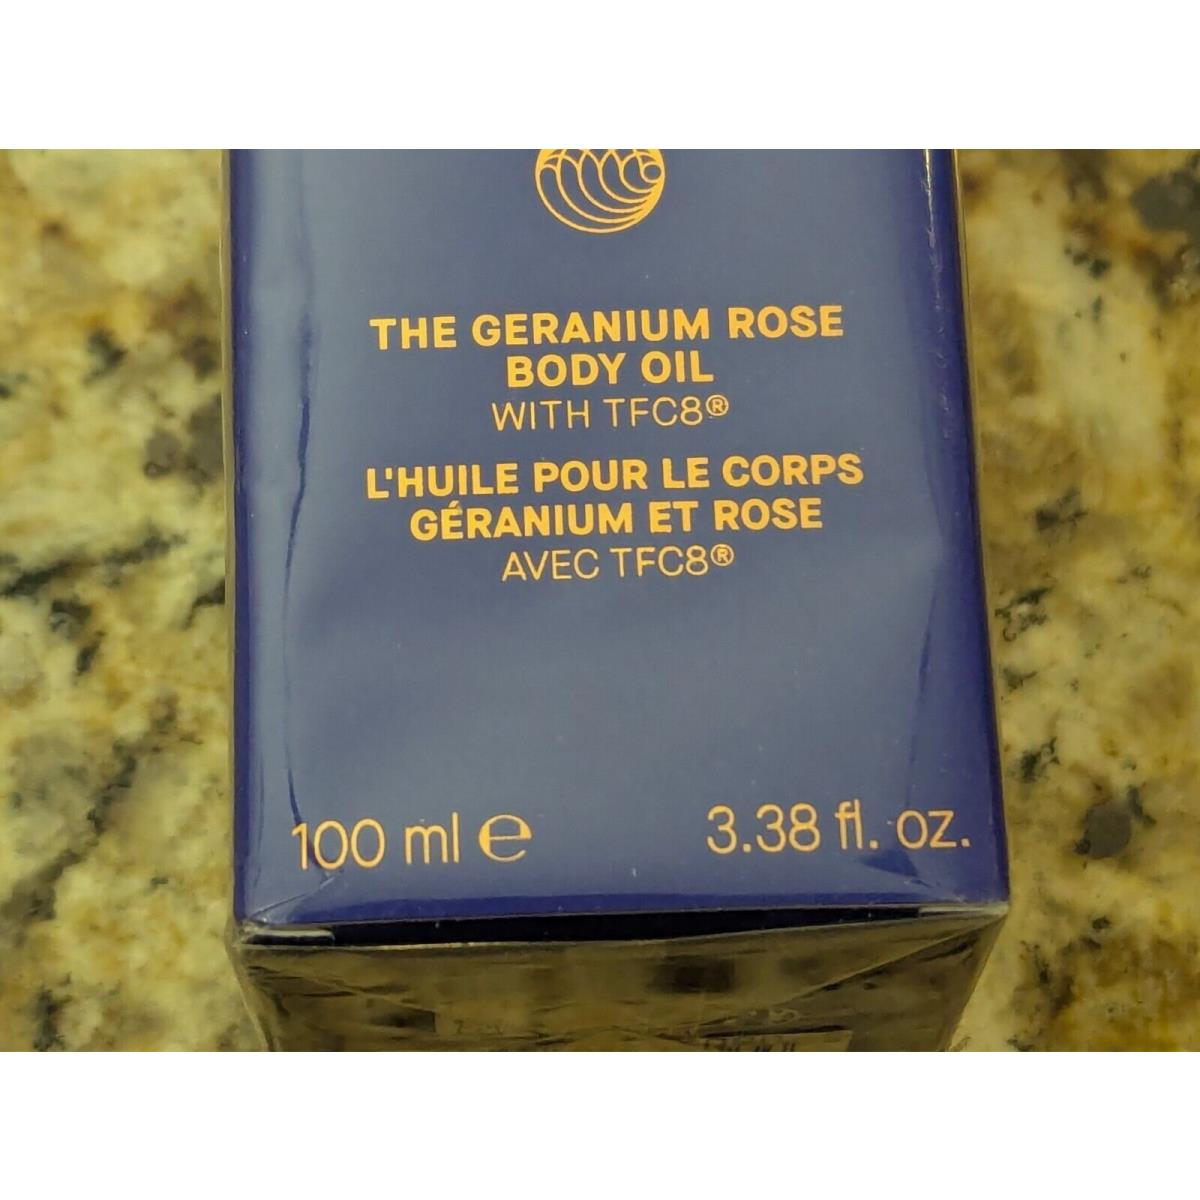 THE GERANIUM ROSE
BODY OIL
WITH TFC8®
L'HUILE POUR LE CORPS
GÉRANIUM ET ROSE
AVEC TFC8®
100 ml ℮ 3.38 fl. oz.